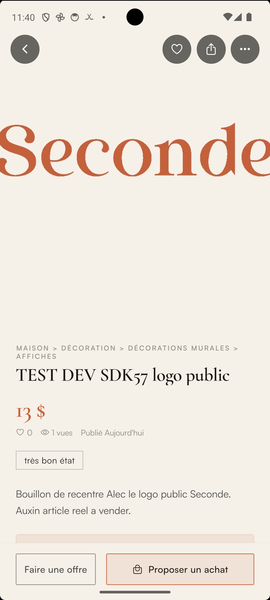 11:40
Seconde
MAISON > DÉCORATION > DÉCORATIONS MURALES >
AFFICHES
TEST DEV SDK57 logo public
13 $
0 1 vues Publié Aujourd'hui
très bon état
Bouillon de recentre Alec le logo public Seconde.
Auxin article reel a vender.
Faire une offre
Proposer un achat